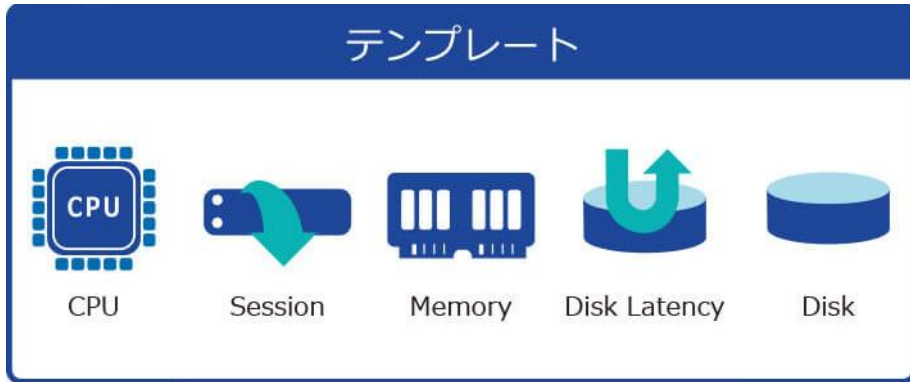 テンプレート
CPU
CPU
Session
Memory
Disk Latency
Disk